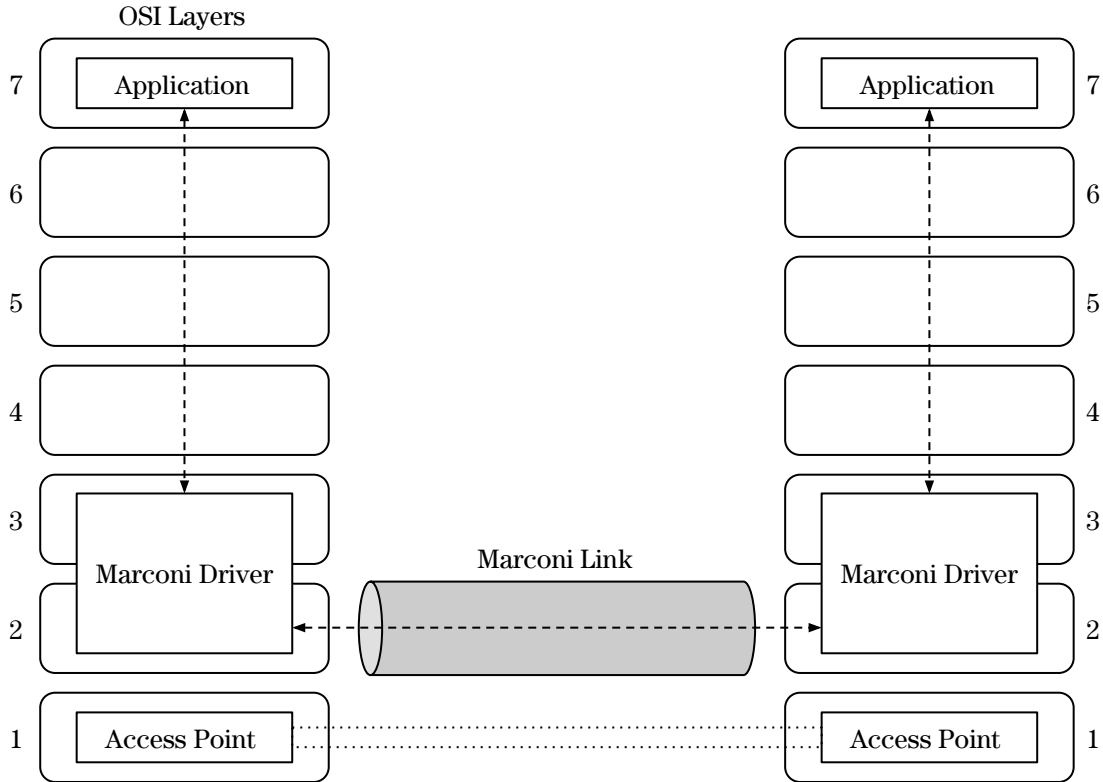 OSI Layers
7 Application Application 7
6 6
5 5
4 4
3 3
Marconi Link
Marconi Driver Marconi Driver
2 2
1 Access Point Access Point 1